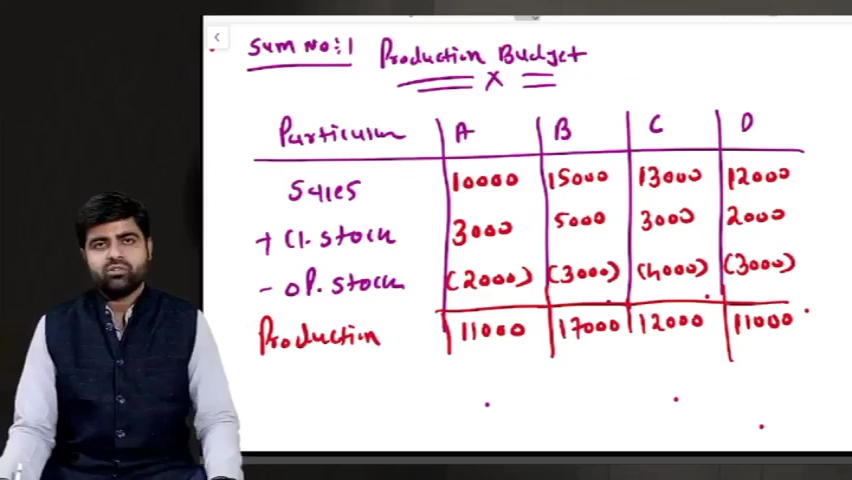 Sum No:1 Production Budget
x
Particular A B C D
Sales 10000 15000 13000 12000
+ Cl. stock 3000 5000 3000 2000
- oP. stock (2000) (3000) (4000) (3000)
Production 11000 17000 12000 11000